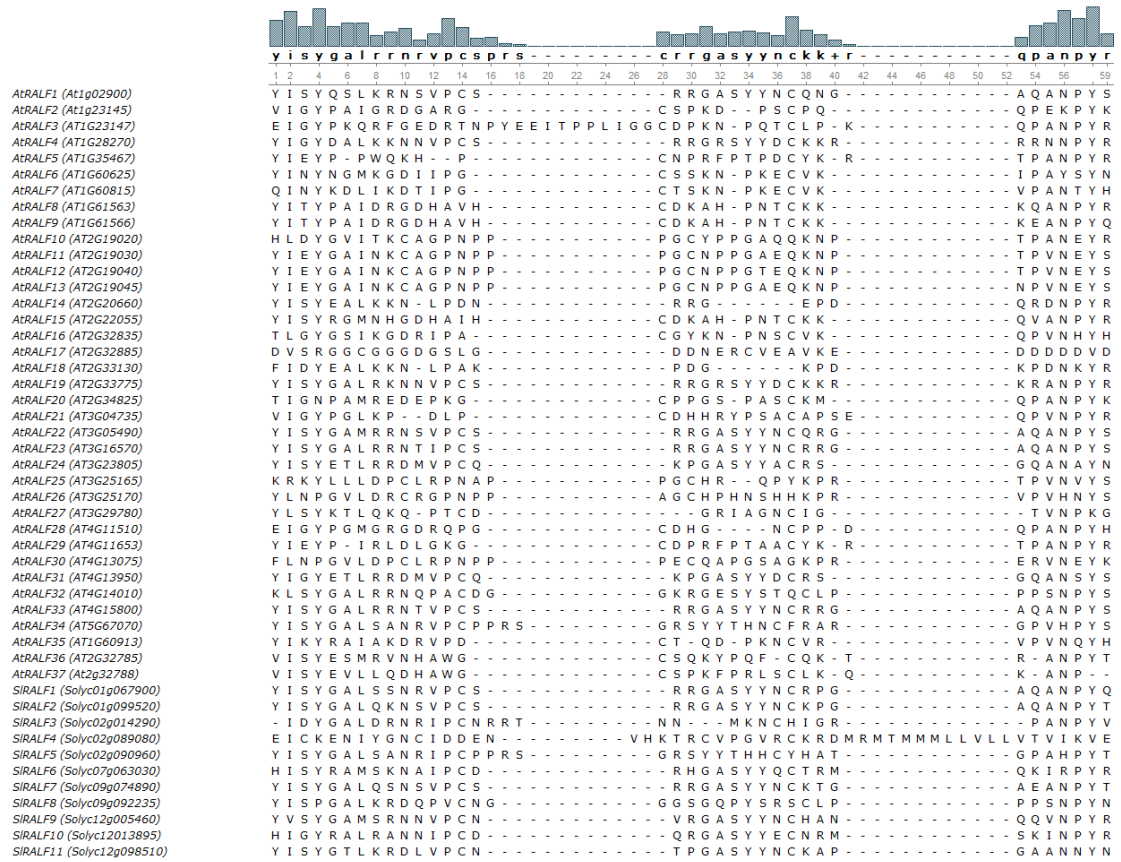 y i s y g a l r r n r v p c s p r s - - - - - - - - - c r r g a s y y n c k k + r - - - - - - - - - - - q p a n p y r
1 2 4 6 8 10 12 14 16 18 20 22 24 26 28 30 32 34 36 38 40 42 44 46 48 50 52 54 56 59
AtRALF1 (At1g02900) Y I S Y Q S L K R N S V P C S - - - - - - - - - - - - - R R G A S Y Y N C Q N G - - - - - - - - - - - - A Q A N P Y S
AtRALF2 (At1g23145) V I G Y P A I G R D G A R G - - - - - - - - - - - - - C S P K D - - P S C P Q - - - - - - - - - - - - - Q P E K P Y R
AtRALF3 (AT1G23147) E I G Y P K Q R F G E D R T N P Y E E I T P P L I G G C D P K N - P Q T C L P - K - - - - - - - - - - - Q P A N P Y R
AtRALF4 (AT1G28270) Y I G Y D A L K K N N V P C S - - - - - - - - - - - - - R R G R S Y Y D C K K R - - - - - - - - - - - - R R N N P Y R
AtRALF5 (AT1G35467) Y I E Y P - P W Q K H - - P - - - - - - - - - - - - - C N P R F P T P D C Y K - R - - - - - - - - - - - T P A N P Y R
AtRALF6 (AT1G60625) Y I N Y N G M K G D I I P G - - - - - - - - - - - - - C S S K N - P K E C V K - - - - - - - - - - - - - I P A Y S Y N
AtRALF7 (AT1G60815) Q I N Y K D L I K D T I P G - - - - - - - - - - - - - C T S K N - P K E C V K - - - - - - - - - - - - - V P A N T Y H
AtRALF8 (AT1G61563) Y I T Y P A I D R G D H A V H - - - - - - - - - - - - C D K A H - P N T C K K - - - - - - - - - - - - - K Q A N P Y R
AtRALF9 (AT1G61566) Y I T Y P A I D R G D H A V H - - - - - - - - - - - - C D K A H - P N T C K K - - - - - - - - - - - - - K E A N P Y Q
AtRALF10 (AT2G19020) H L D Y G V I T K C A G P N P P - - - - - - - - - - - P G C Y P P G A Q Q K N P - - - - - - - - - - - - T P A N E Y R
AtRALF11 (AT2G19030) Y I E Y G A I N K C A G P N P P - - - - - - - - - - - P G C N P P G A E Q K N P - - - - - - - - - - - - T P V N E Y S
AtRALF12 (AT2G19040) Y I E Y G A I N K C A G P N P P - - - - - - - - - - - P G C N P P G T E Q K N P - - - - - - - - - - - - T P V N E Y S
AtRALF13 (AT2G19045) Y I E Y G A I N K C A G P N P P - - - - - - - - - - - P G C N P P G A E Q K N P - - - - - - - - - - - - N P V N E Y S
AtRALF14 (AT2G20660) Y I S Y E A L K K N - L P D N - - - - - - - - - - - - - R R G - - - - - - E P D - - - - - - - - - - - - Q R D N P Y R
AtRALF15 (AT2G22055) Y I S Y R G M N H G D H A I H - - - - - - - - - - - - C D K A H - P N T C K K - - - - - - - - - - - - - Q V A N P Y R
AtRALF16 (AT2G32835) T L G Y G S I K G D R I P A - - - - - - - - - - - - - C G Y K N - P N S C V K - - - - - - - - - - - - - Q P V N H Y H
AtRALF17 (AT2G32885) D V S R G G C G G G D G S L G - - - - - - - - - - - - - D D N E R C V E A V K E - - - - - - - - - - - - D D D D D V D
AtRALF18 (AT2G33130) F I D Y E A L K K N - L P A K - - - - - - - - - - - - - P D G - - - - - - K P D - - - - - - - - - - - - K P D N K Y R
AtRALF19 (AT2G33775) Y I S Y G A L R K N N V P C S - - - - - - - - - - - - - R R G R S Y Y D C K K R - - - - - - - - - - - - K R A N P Y R
AtRALF20 (AT2G34825) T I G N P A M R E D E P K G - - - - - - - - - - - - - C P P G S - P A S C K M - - - - - - - - - - - - - Q P A N P Y K
AtRALF21 (AT3G04735) V I G Y P G L K P - - D L P - - - - - - - - - - - - - C D H H R Y P S A C A P S E - - - - - - - - - - - Q P V N P Y R
AtRALF22 (AT3G05490) Y I S Y G A M R R N S V P C S - - - - - - - - - - - - - R R G A S Y Y N C Q R G - - - - - - - - - - - - A Q A N P Y S
AtRALF23 (AT3G16570) Y I S Y G A L R R N T I P C S - - - - - - - - - - - - - R R G A S Y Y N C R R G - - - - - - - - - - - - A Q A N P Y S
AtRALF24 (AT3G23805) Y I S Y E T L R R D M V P C Q - - - - - - - - - - - - - K P G A S Y Y A C R S - - - - - - - - - - - - - G Q A N A Y N
AtRALF25 (AT3G25165) K R K Y L L L D P C L R P N A P - - - - - - - - - - - P G C H R - - Q P Y K P R - - - - - - - - - - - - T P V N V Y S
AtRALF26 (AT3G25170) Y L N P G V L D R C R G P N P P - - - - - - - - - - - A G C H P H N S H H K P R - - - - - - - - - - - - V P V H N Y S
AtRALF27 (AT3G29780) Y L S Y K T L Q K Q - P T C D - - - - - - - - - - - - - - - G R I A G N C I G - - - - - - - - - - - - - - T V N P K G
AtRALF28 (AT4G11510) E I G Y P G M G R G D R Q P G - - - - - - - - - - - - C D H G - - - - N C P P - D - - - - - - - - - - - Q P A N P Y H
AtRALF29 (AT4G11653) Y I E Y P - I R L D L G K G - - - - - - - - - - - - - C D P R F P T A A C Y K - R - - - - - - - - - - - T P A N P Y R
AtRALF30 (AT4G13075) F L N P G V L D P C L R P N P P - - - - - - - - - - - P E C Q A P G S A G K P R - - - - - - - - - - - - E R V N E Y K
AtRALF31 (AT4G13950) Y I G Y E T L R R D M V P C Q - - - - - - - - - - - - - K P G A S Y Y D C R S - - - - - - - - - - - - - G Q A N S Y S
AtRALF32 (AT4G14010) K L S Y G A L R R N Q P A C D G - - - - - - - - - - - G K R G E S Y S T Q C L P - - - - - - - - - - - - P P S N P Y S
AtRALF33 (AT4G15800) Y I S Y G A L R R N T V P C S - - - - - - - - - - - - - R R G A S Y Y N C R R G - - - - - - - - - - - - A Q A N P Y S
AtRALF34 (AT5G67070) Y I S Y G A L S A N R V P C P P R S - - - - - - - - - G R S Y Y T H N C F R A R - - - - - - - - - - - - G P V H P Y S
AtRALF35 (AT1G60913) Y I K Y R A I A K D R V P D - - - - - - - - - - - - - C T - Q D - P K N C V R - - - - - - - - - - - - - V P V N Q Y H
AtRALF36 (AT2G32785) V I S Y E S M R V N H A W G - - - - - - - - - - - - - C S Q K Y P Q F - C Q K - T - - - - - - - - - - - R - A N P Y T
AtRALF37 (At2g32788) V I S Y E V L L Q D H A W G - - - - - - - - - - - - - C S P K F P R L S C L K - Q - - - - - - - - - - - K - A N P - -
SlRALF1 (Solyc01g067900) Y I S Y G A L S S N R V P C S - - - - - - - - - - - - - R R G A S Y Y N C R P G - - - - - - - - - - - - A Q A N P Y Q
SlRALF2 (Solyc01g099520) Y I S Y G A L Q K N S V P C S - - - - - - - - - - - - - R R G A S Y Y N C K P G - - - - - - - - - - - - A Q A N P Y T
SlRALF3 (Solyc02g014290) - I D Y G A L D R N R I P C N R R T - - - - - - - - - N N - - - M K N C H I G R - - - - - - - - - - - - - P A N P Y V
SlRALF4 (Solyc02g089080) E I C K E N I Y G N C I D D E N - - - - - - - - - V H K T R C V P G V R C K R D M R M T M M M L L V L L V T V I K V E
SlRALF5 (Solyc02g090960) Y I S Y G A L S A N R I P C P P R S - - - - - - - - - G R S Y Y T H H C Y H A T - - - - - - - - - - - - G P A H P Y T
SlRALF6 (Solyc07g063030) H I S Y R A M S K N A I P C D - - - - - - - - - - - - - R H G A S Y Y Q C T R M - - - - - - - - - - - - Q K I R P Y R
SlRALF7 (Solyc09g074890) Y I S Y G A L Q S N S V P C S - - - - - - - - - - - - - R R G A S Y Y N C K T G - - - - - - - - - - - - A E A N P Y T
SlRALF8 (Solyc09g092235) Y I S P G A L K R D Q P V C N G - - - - - - - - - - - G G S G Q P Y S R S C L P - - - - - - - - - - - - P P S N P Y N
SlRALF9 (Solyc12g005460) Y V S Y G A M S R N N V P C N - - - - - - - - - - - - - V R G A S Y Y N C H A N - - - - - - - - - - - - Q Q V N P Y R
SlRALF10 (Solyc12013895) H I G Y R A L R A N N I P C D - - - - - - - - - - - - - Q R G A S Y Y E C N R M - - - - - - - - - - - - S K I N P Y R
SlRALF11 (Solyc12g098510) Y I S Y G T L K R D L V P C N - - - - - - - - - - - - - T P G A S Y Y N C K A P - - - - - - - - - - - - G A A N N Y N